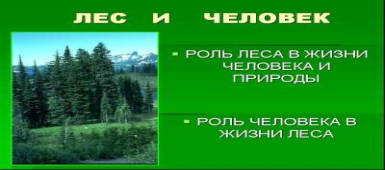 ЛЕС И ЧЕЛОВЕК
РОЛЬ ЛЕСА В ЖИЗНИ
ЧЕЛОВЕКА И
ПРИРОДЫ
РОЛЬ ЧЕЛОВЕКА В
ЖИЗНИ ЛЕСА